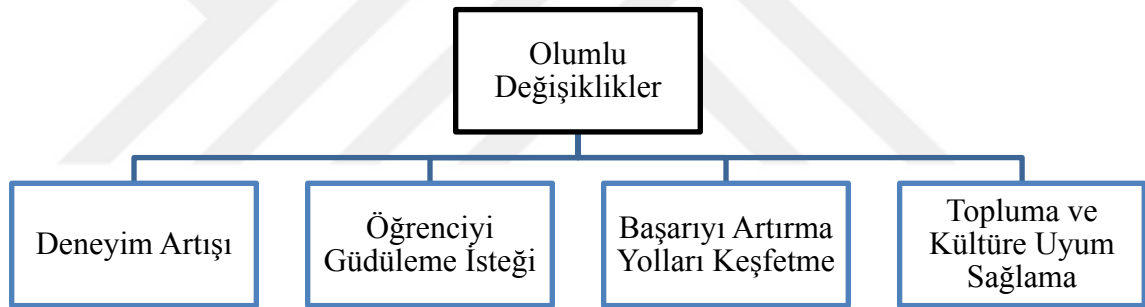 Olumlu
Değişiklikler
Deneyim Artışı
Öğrenciyi
Güdüleme İsteği
Başarıyı Artırma
Yolları Keşfetme
Topluma ve
Kültüre Uyum
Sağlama